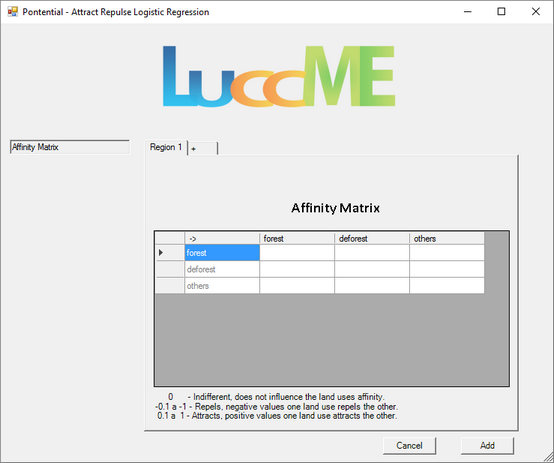 Pontential - Attract Repulse Logistic Regression
LuccME
Affinity Matrix
Region 1 +
Affinity Matrix
-> forest deforest others
forest
deforest
others
0 - Indifferent, does not influence the land uses affinity.
-0.1 a -1 - Repels, negative values one land use repels the other.
0.1 a 1 - Attracts, positive values one land use attracts the other.
Cancel Add